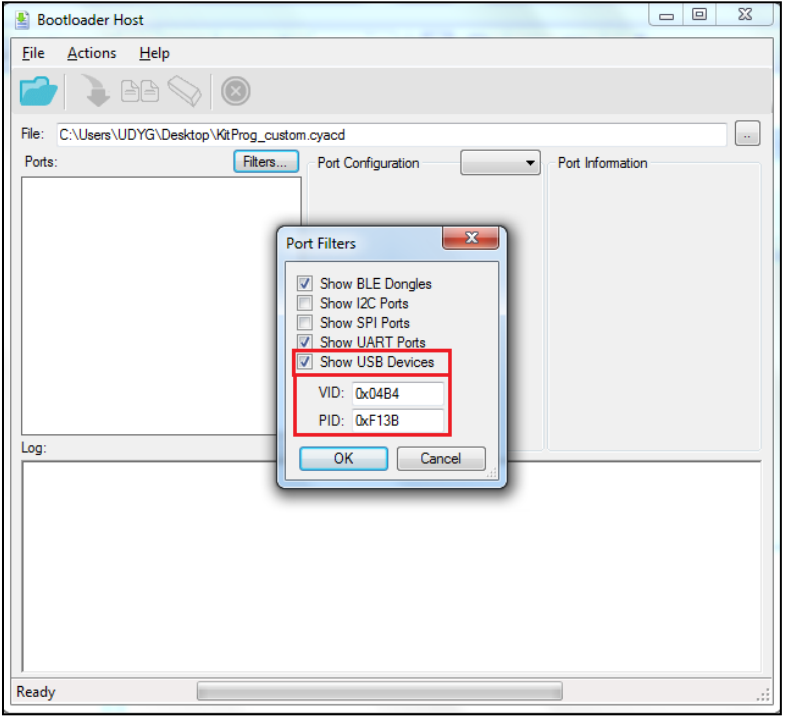 Bootloader Host
File Actions Help
File: C:\Users\UDYG\Desktop\KitProg_custom.cyacd ..
Ports: Filters... Port Configuration Port Information
Port Filters
Show BLE Dongles
Show I2C Ports
Show SPI Ports
Show UART Ports
Show USB Devices
VID: 0x04B4
PID: 0xF13B
OK Cancel
Log:
Ready